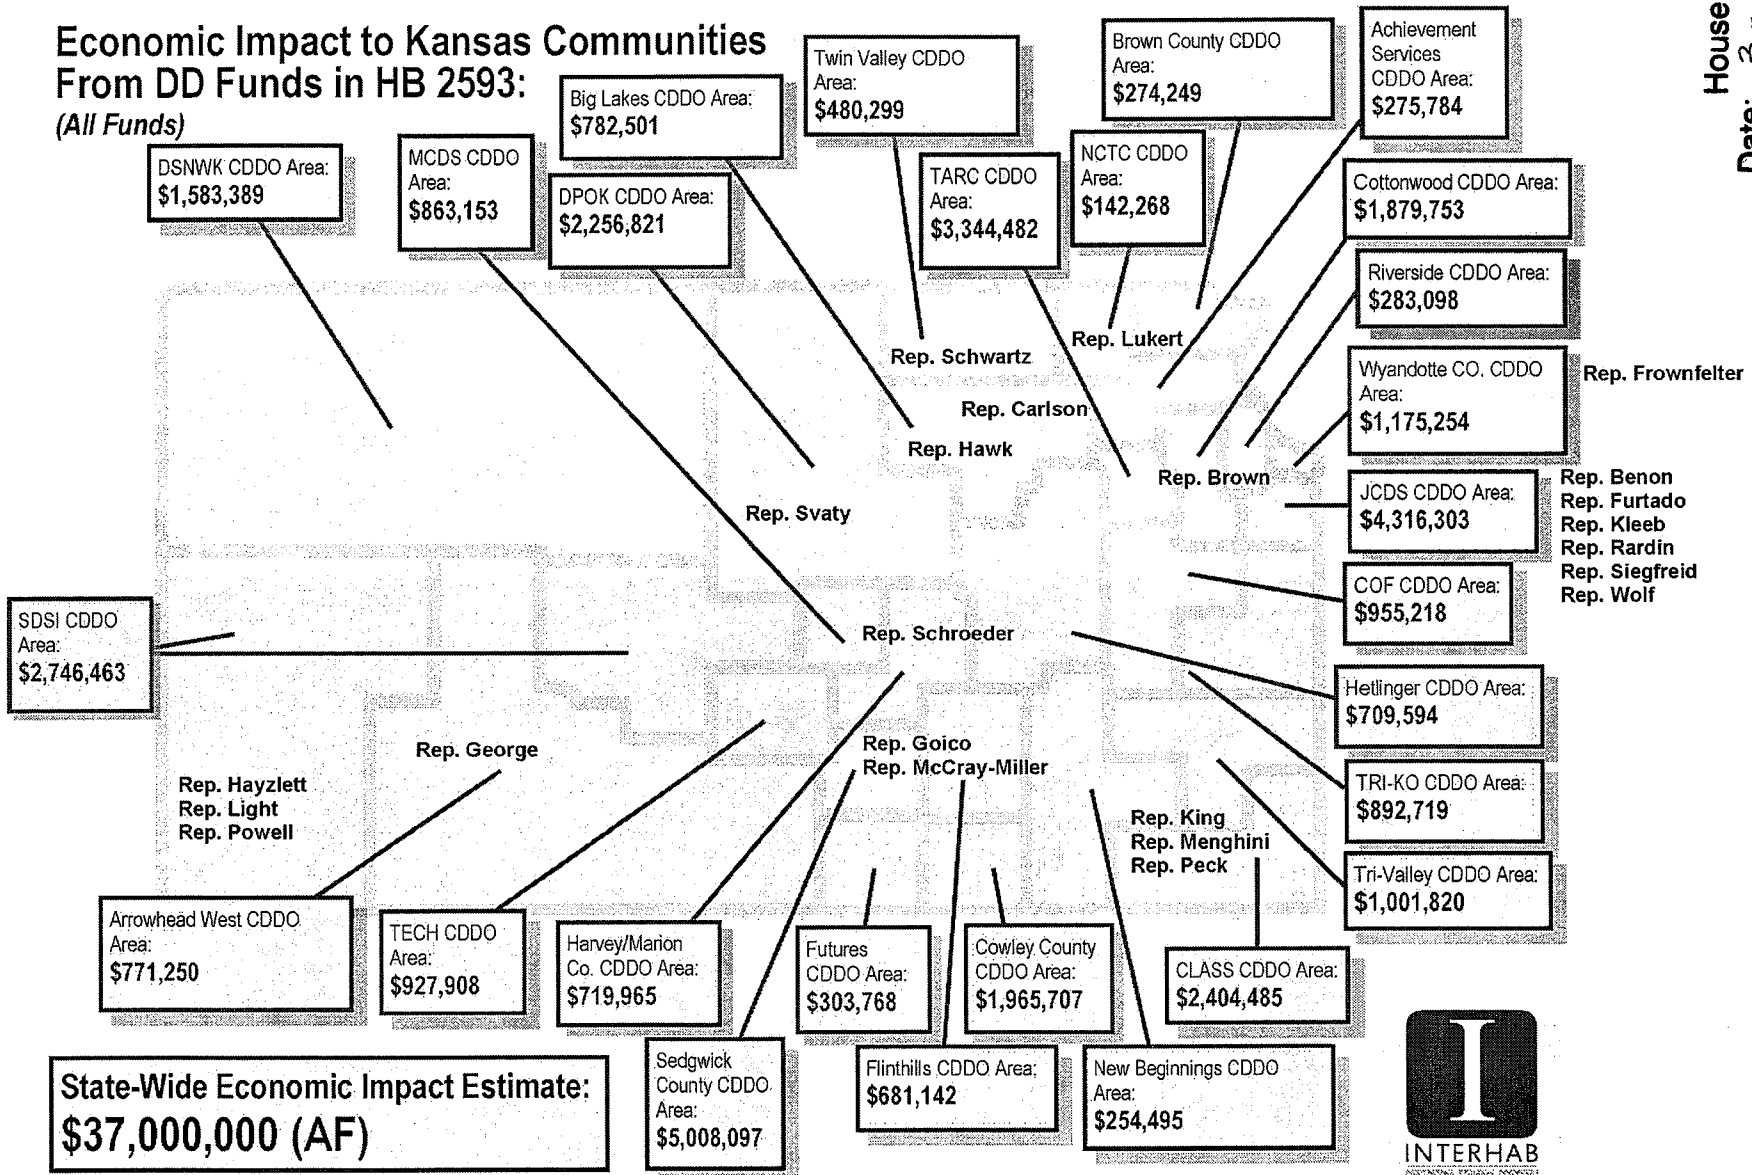 Economic Impact to Kansas Communities
From DD Funds in HB 2593:
(All Funds)
House
Date:
DSNWK CDDO Area:
$1,583,389
MCDS CDDO
Area:
$863,153
Big Lakes CDDO Area:
$782,501
DPOK CDDO Area:
$2,256,821
Twin Valley CDDO
Area:
$480,299
TARC CDDO
Area:
$3,344,482
NCTC CDDO
Area:
$142,268
Brown County CDDO
Area:
$274,249
Achievement
Services
CDDO Area:
$275,784
Cottonwood CDDO Area:
$1,879,753
Riverside CDDO Area:
$283,098
Wyandotte CO. CDDO
Area:
$1,175,254
Rep. Frownfelter
JCDS CDDO Area:
$4,316,303
Rep. Benon
Rep. Furtado
Rep. Kleeb
Rep. Rardin
Rep. Siegfreid
Rep. Wolf
COF CDDO Area:
$955,218
Hetlinger CDDO Area:
$709,594
TRI-KO CDDO Area:
$892,719
Tri-Valley CDDO Area:
$1,001,820
Rep. Schwartz
Rep. Lukert
Rep. Carlson
Rep. Hawk
Rep. Brown
Rep. Svaty
Rep. Schroeder
SDSI CDDO
Area:
$2,746,463
Rep. George
Rep. Hayzlett
Rep. Light
Rep. Powell
Rep. Goico
Rep. McCray-Miller
Rep. King
Rep. Menghini
Rep. Peck
Arrowhead West CDDO
Area:
$771,250
TECH CDDO
Area:
$927,908
Harvey/Marion
Co. CDDO Area:
$719,965
Sedgwick
County CDDO
Area:
$5,008,097
Futures
CDDO Area:
$303,768
Flinthills CDDO Area:
$681,142
Cowley County
CDDO Area:
$1,965,707
New Beginnings CDDO
Area:
$254,495
CLASS CDDO Area:
$2,404,485
State-Wide Economic Impact Estimate:
$37,000,000 (AF)
I
INTERHAB